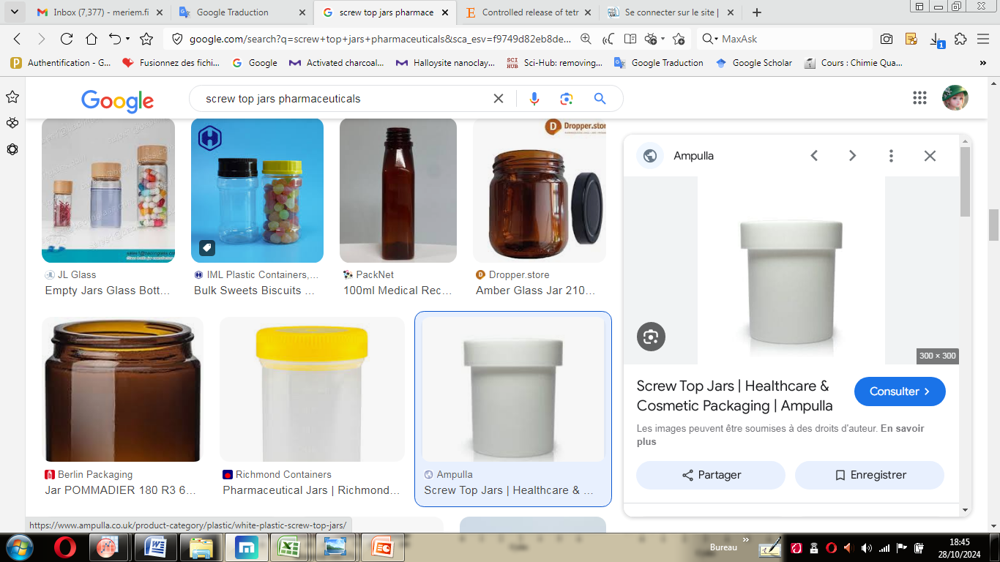 Inbox (7,377) - meriem.fi
Google Traduction
screw top jars pharmace
Controlled release of tetr
Se connecter sur le site |
google.com/search?q=screw+top+jars+pharmaceuticals&sca_esv=f9749d82eb8de...
MaxAsk
1
Authentification - G...
Fusionnez des fichi...
Google
Activated charcoal...
Halloysite nanoclay...
SCI HUB
Sci-Hub: removing...
Google Traduction
Google Scholar
Cours : Chimie Qua...
»
Google
screw top jars pharmaceuticals
Dropper.store
JL Glass
Empty Jars Glass Bott...
IML Plastic Containers,...
Bulk Sweets Biscuits ...
PackNet
100ml Medical Rec...
Dropper.store
Amber Glass Jar 210...
Berlin Packaging
Jar POMMADIER 180 R3 6...
Richmond Containers
Pharmaceutical Jars | Richmond...
Ampulla
Screw Top Jars | Healthcare & ...
Ampulla
300 × 300
Screw Top Jars | Healthcare &
Cosmetic Packaging | Ampulla
Consulter
Les images peuvent être soumises à des droits d'auteur. En savoir
plus
Partager
Enregistrer
https://www.ampulla.co.uk/product-category/plastic/white-plastic-screw-top-jars/
Bureau
»
18:45
28/10/2024